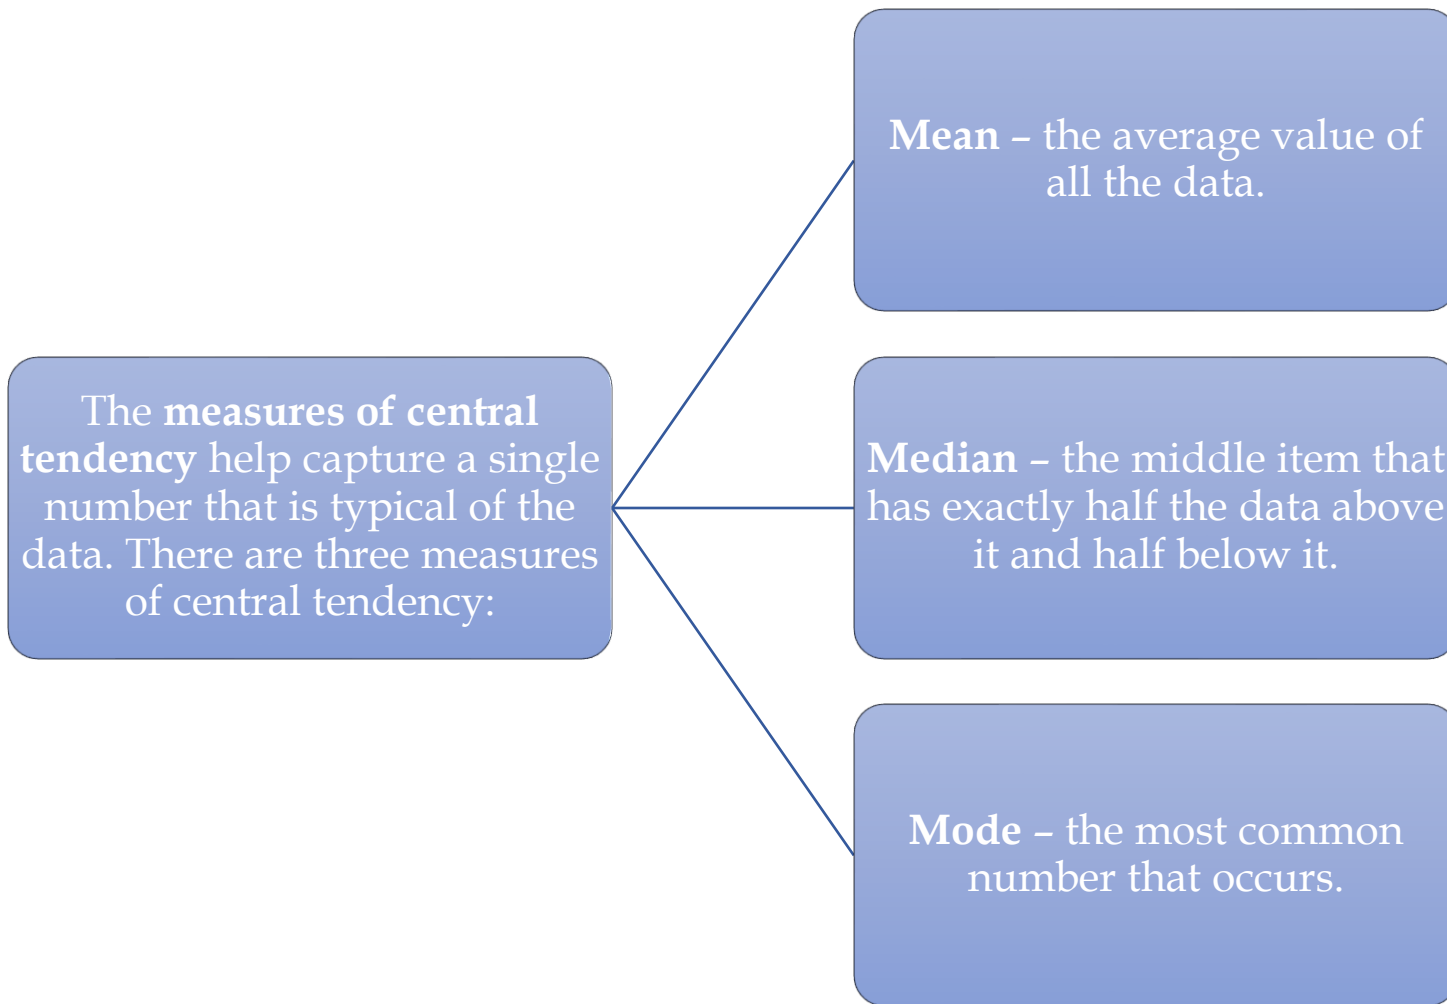 The measures of central
tendency help capture a single
number that is typical of the
data. There are three measures
of central tendency:
Mean – the average value of
all the data.
Median – the middle item that
has exactly half the data above
it and half below it.
Mode – the most common
number that occurs.